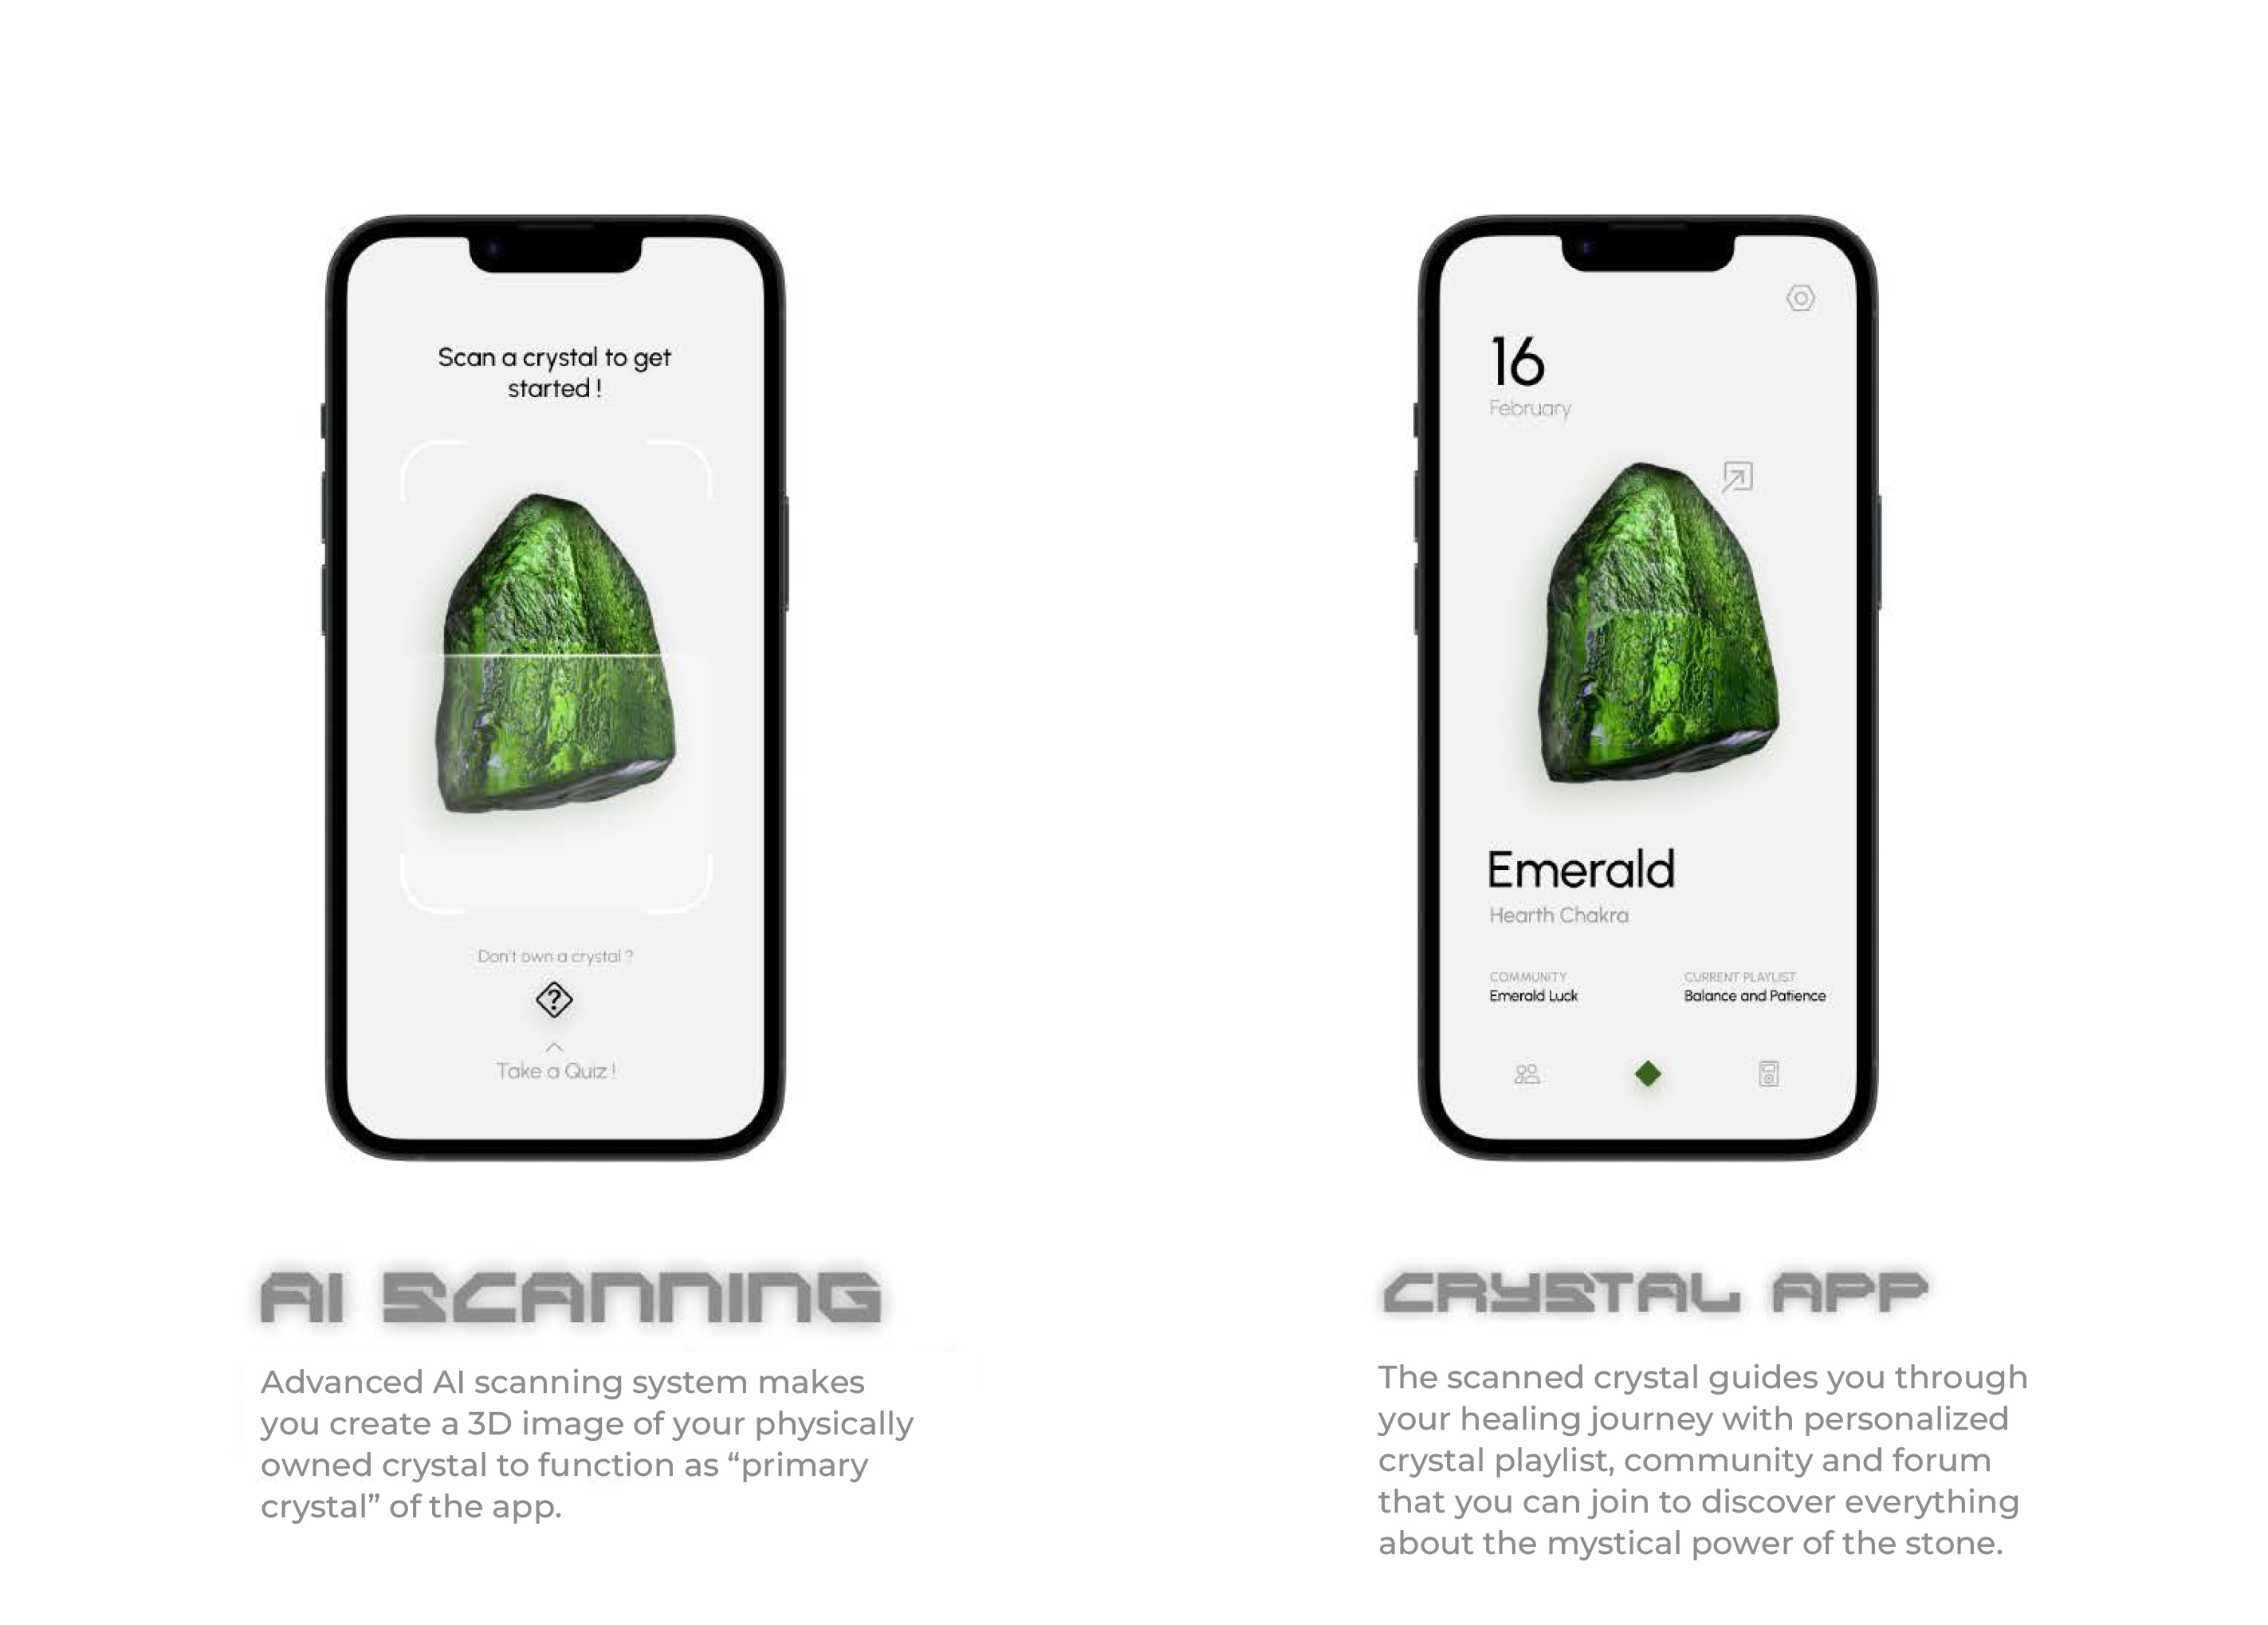 Scan a crystal to get
started !
Don't own a crystal ?
?
Take a Quiz !
AI SCANNING
Advanced AI scanning system makes
you create a 3D image of your physically
owned crystal to function as “primary
crystal” of the app.
16
February
Emerald
Hearth Chakra
COMMUNITY
Emerald Luck
CURRENT PLAYLIST
Balance and Patience
CRYSTAL APP
The scanned crystal guides you through
your healing journey with personalized
crystal playlist, community and forum
that you can join to discover everything
about the mystical power of the stone.